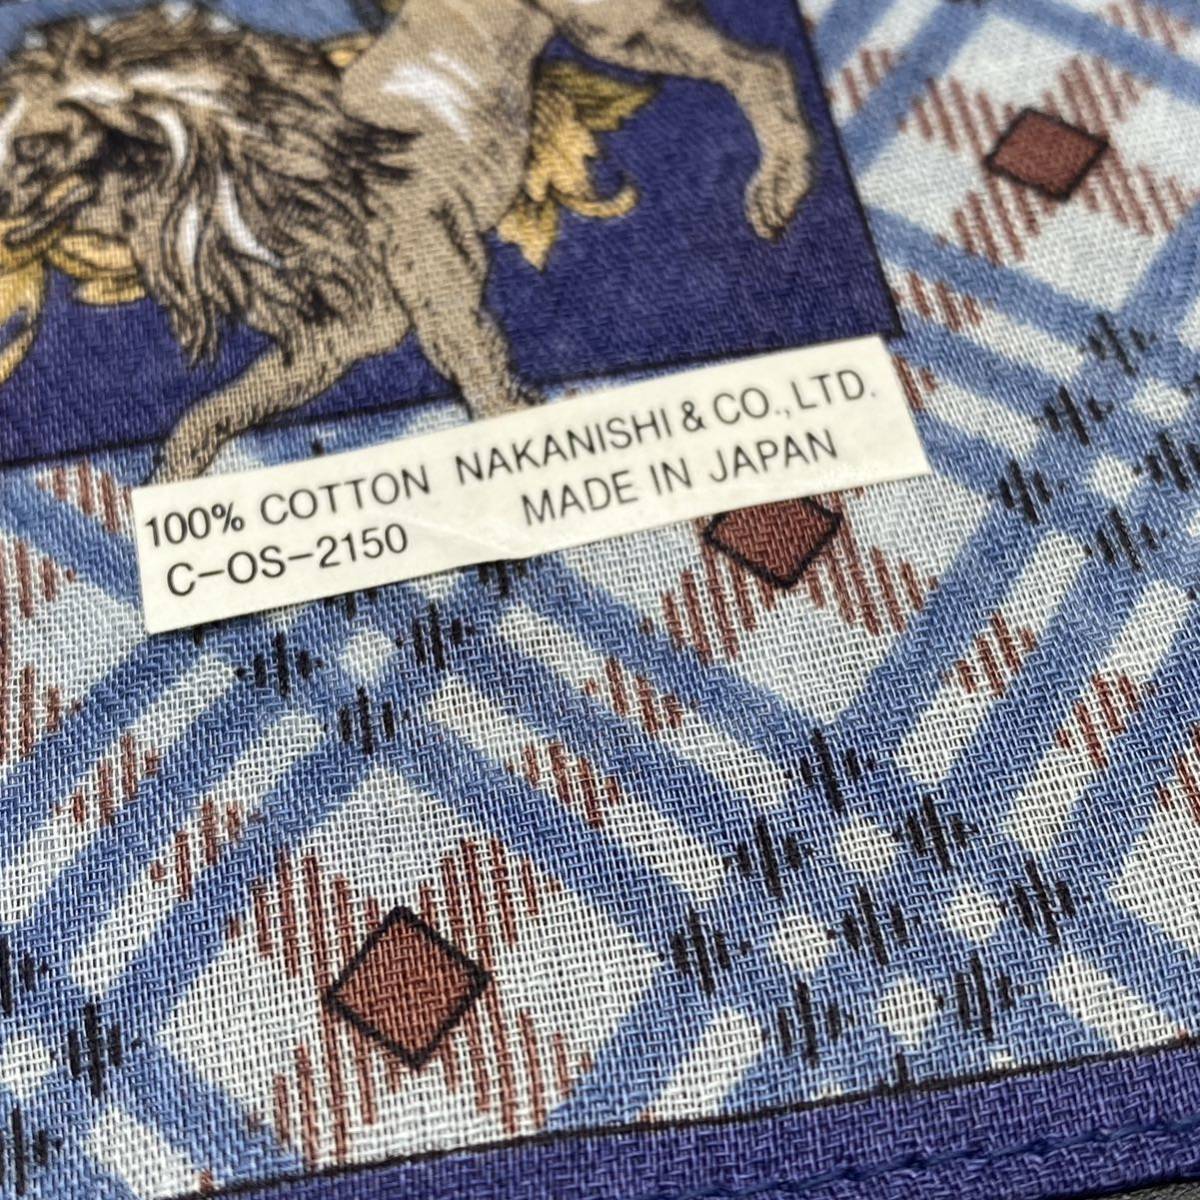 100% COTTON NAKANISHI & CO., LTD.
C-OS-2150 MADE IN JAPAN